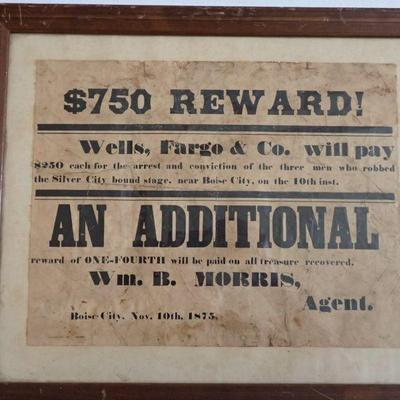 $750 REWARD!
Wells, Fargo & Co. will pay
$250 each for the arrest and conviction of the three men who robbed
the Silver City bound stage, near Boise City, on the 10th inst.
AN ADDITIONAL
reward of ONE-FOURTH will be paid on all treasure recovered.
Wm. B. MORRIS,
Agent.
Boise City, Nov. 10th, 1875.